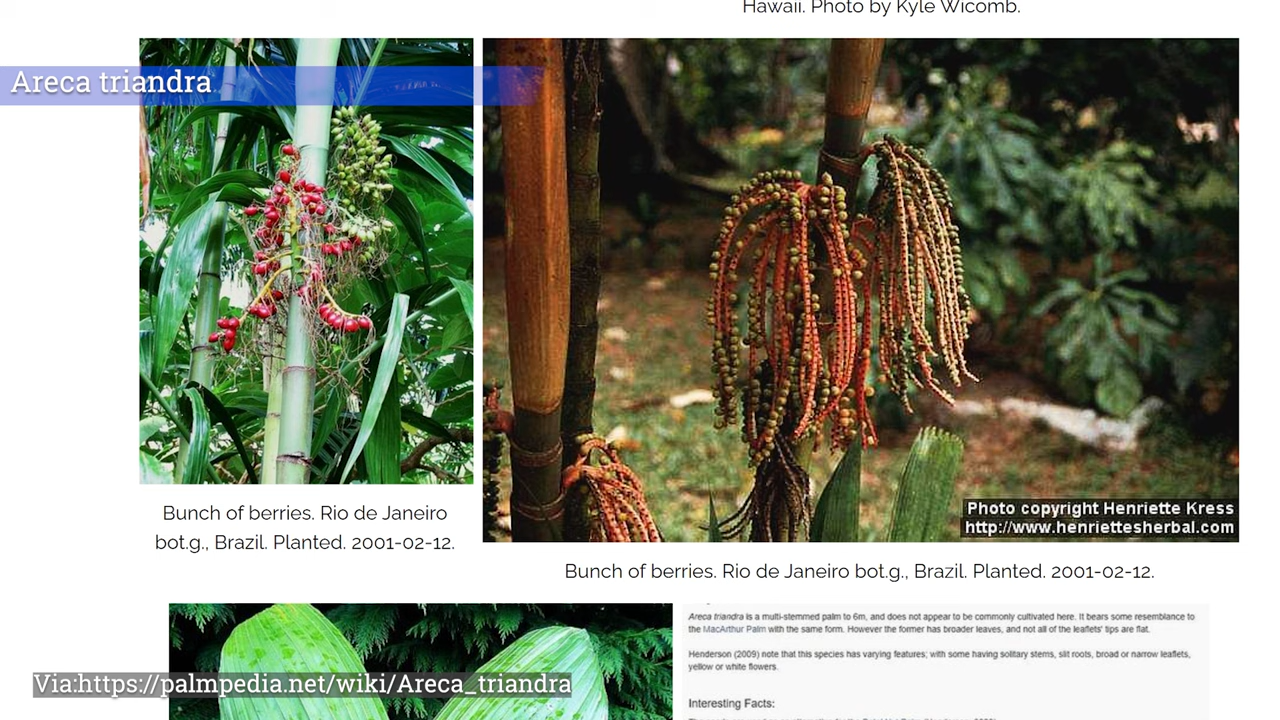 Hawaii. Photo by Kyle Wicomb.
Areca triandra
Photo copyright Henriette Kress
http://www.henriettesherbal.com
Bunch of berries. Rio de Janeiro
bot.g., Brazil. Planted. 2001-02-12.
Bunch of berries. Rio de Janeiro bot.g., Brazil. Planted. 2001-02-12.
Areca triandra is a multi-stemmed palm to 6m, and does not appear to be commonly cultivated here. It bears some resemblance to
the MacArthur Palm with the same form. However the former has broader leaves, and not all of the leaflets' tips are flat.
Henderson (2009) note that this species has varying features; with some having solitary stems, slit roots, broad or narrow leaflets,
yellow or white flowers.
Interesting Facts:
Via:https://palmpedia.net/wiki/Areca_triandra